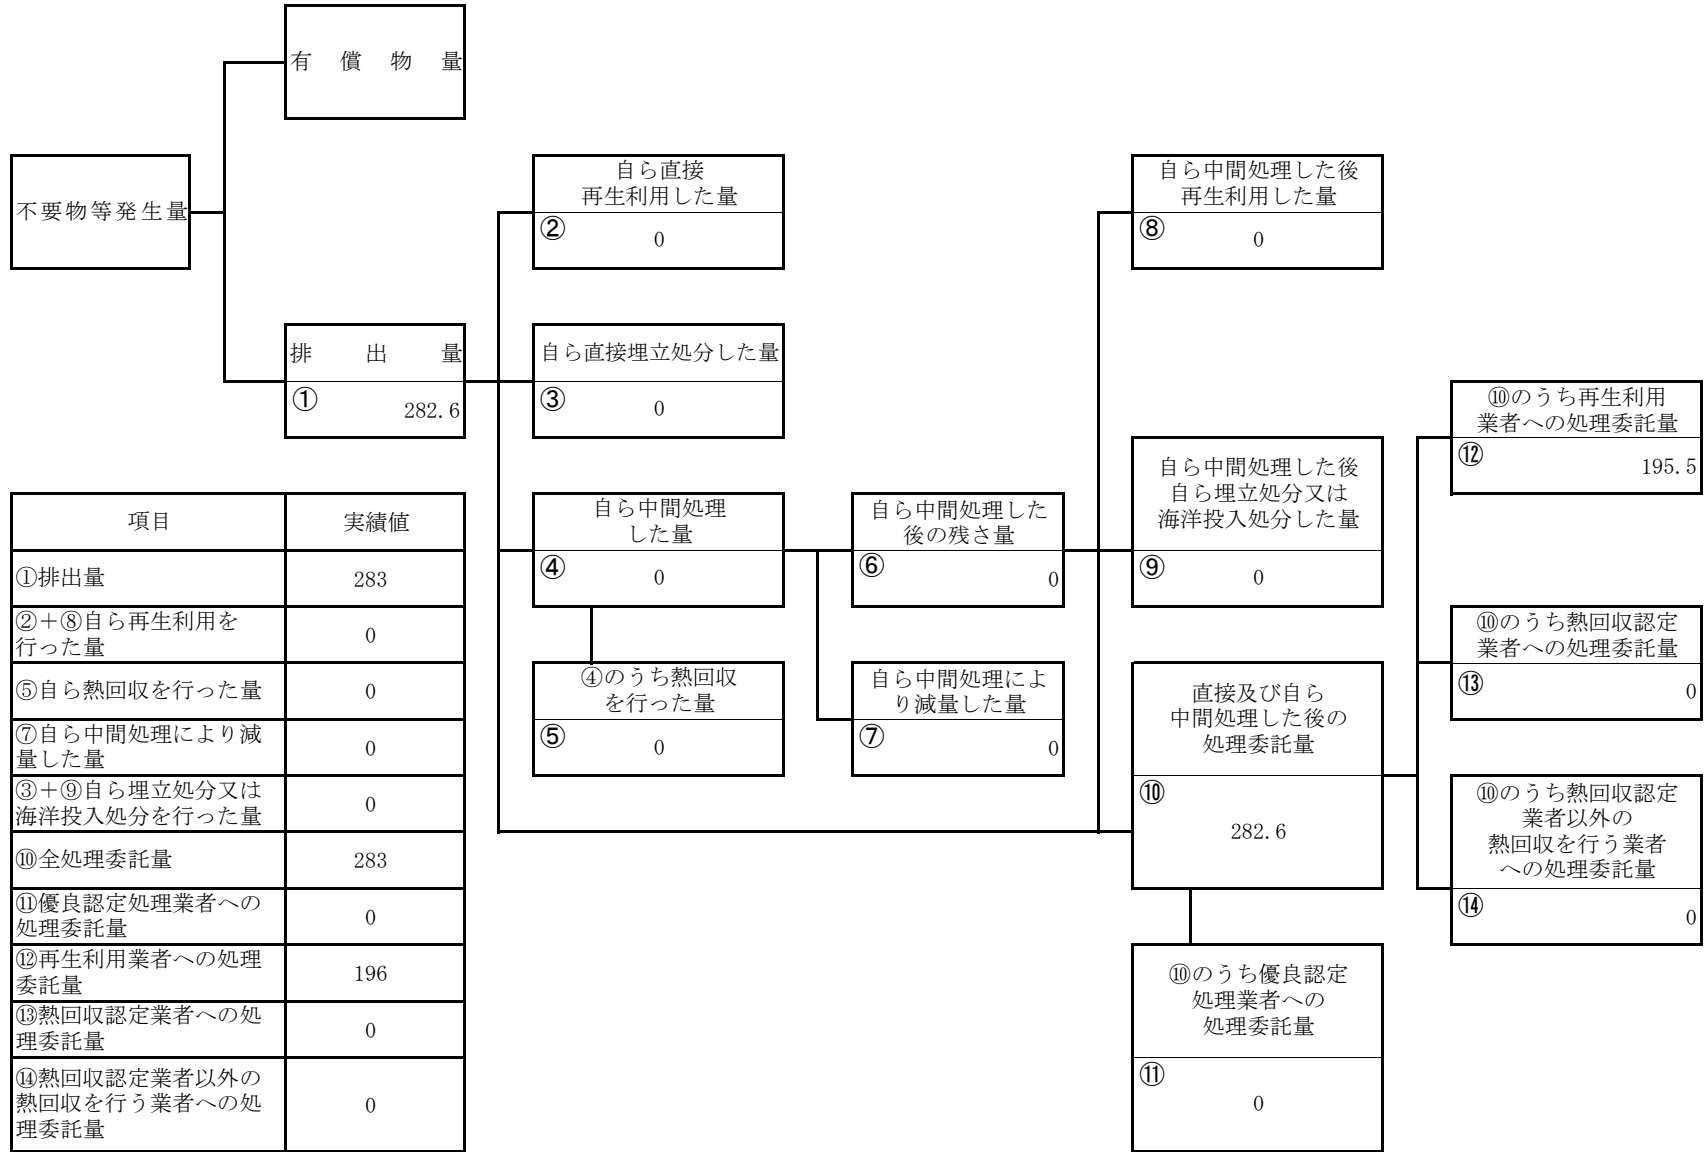 有償物量
不要物等発生量
排出量
① 282.6
自ら直接
再生利用した量
② 0
自ら直接埋立処分した量
③ 0
自ら中間処理
した量
④ 0
④のうち熱回収
を行った量
⑤ 0
自ら中間処理した
後の残さ量
⑥ 0
自ら中間処理によ
り減量した量
⑦ 0
自ら中間処理した後
再生利用した量
⑧ 0
自ら中間処理した後
自ら埋立処分又は
海洋投入処分した量
⑨ 0
直接及び自ら
中間処理した後の
処理委託量
⑩
282.6
⑩のうち優良認定
処理業者への
処理委託量
⑪
0
⑩のうち再生利用
業者への処理委託量
⑫ 195.5
⑩のうち熱回収認定
業者への処理委託量
⑬ 0
⑩のうち熱回収認定
業者以外の
熱回収を行う業者
への処理委託量
⑭ 0
項目 実績値
①排出量 283
②＋⑧自ら再生利用を
行った量 0
⑤自ら熱回収を行った量 0
⑦自ら中間処理により減
量した量 0
③＋⑨自ら埋立処分又は
海洋投入処分を行った量 0
⑩全処理委託量 283
⑪優良認定処理業者への
処理委託量 0
⑫再生利用業者への処理
委託量 196
⑬熱回収認定業者への処
理委託量 0
⑭熱回収認定業者以外の
熱回収を行う業者への処
理委託量 0